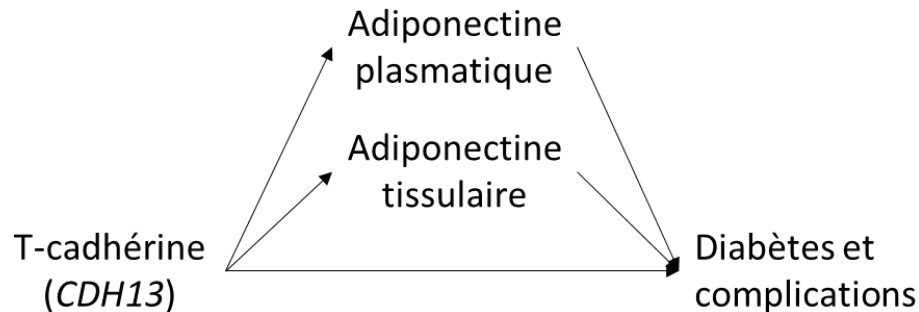 Adiponectine
plasmatique
Adiponectine
tissulaire
T-cadhérine
(CDH13)
Diabètes et
complications